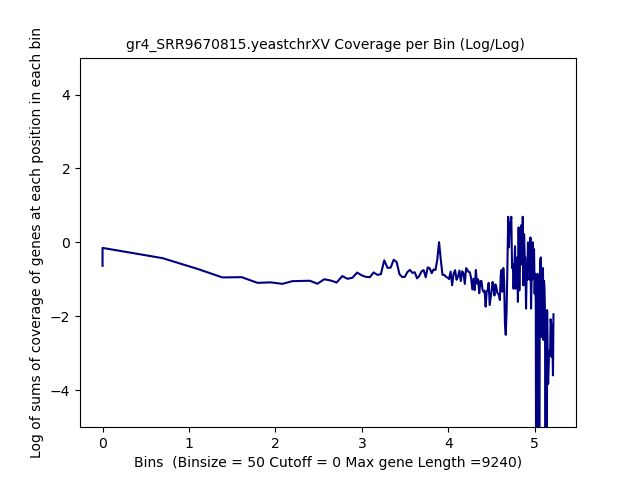 gr4_SRR9670815.yeastchrXV Coverage per Bin (Log/Log)
Log of sums of coverage of genes at each position in each bin
4
2
0
−2
−4
0 1 2 3 4 5
Bins  (Binsize = 50 Cutoff = 0 Max gene Length =9240)